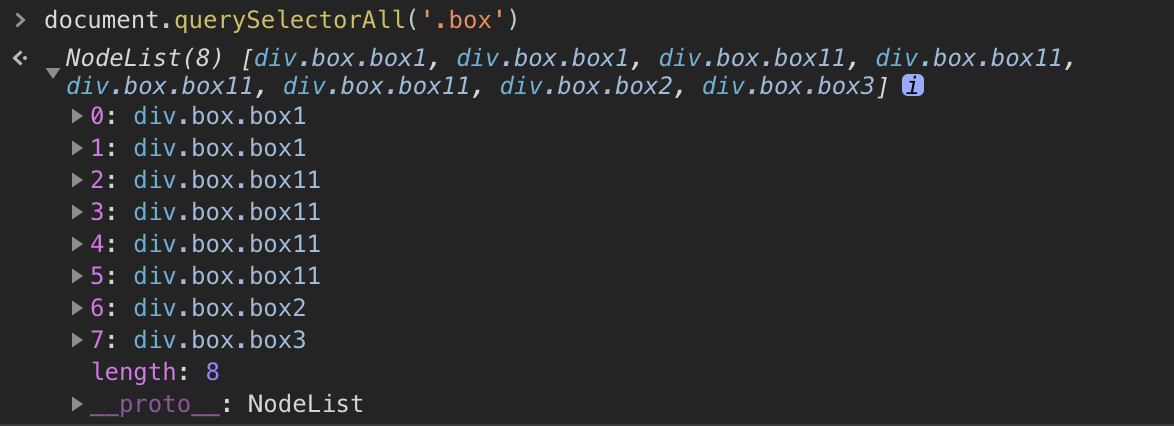 document.querySelectorAll('.box')
NodeList(8) [div.box.box1, div.box.box1, div.box.box11, div.box.box11,
div.box.box11, div.box.box11, div.box.box2, div.box.box3] i
0: div.box.box1
1: div.box.box1
2: div.box.box11
3: div.box.box11
4: div.box.box11
5: div.box.box11
6: div.box.box2
7: div.box.box3
length: 8
__proto__: NodeList